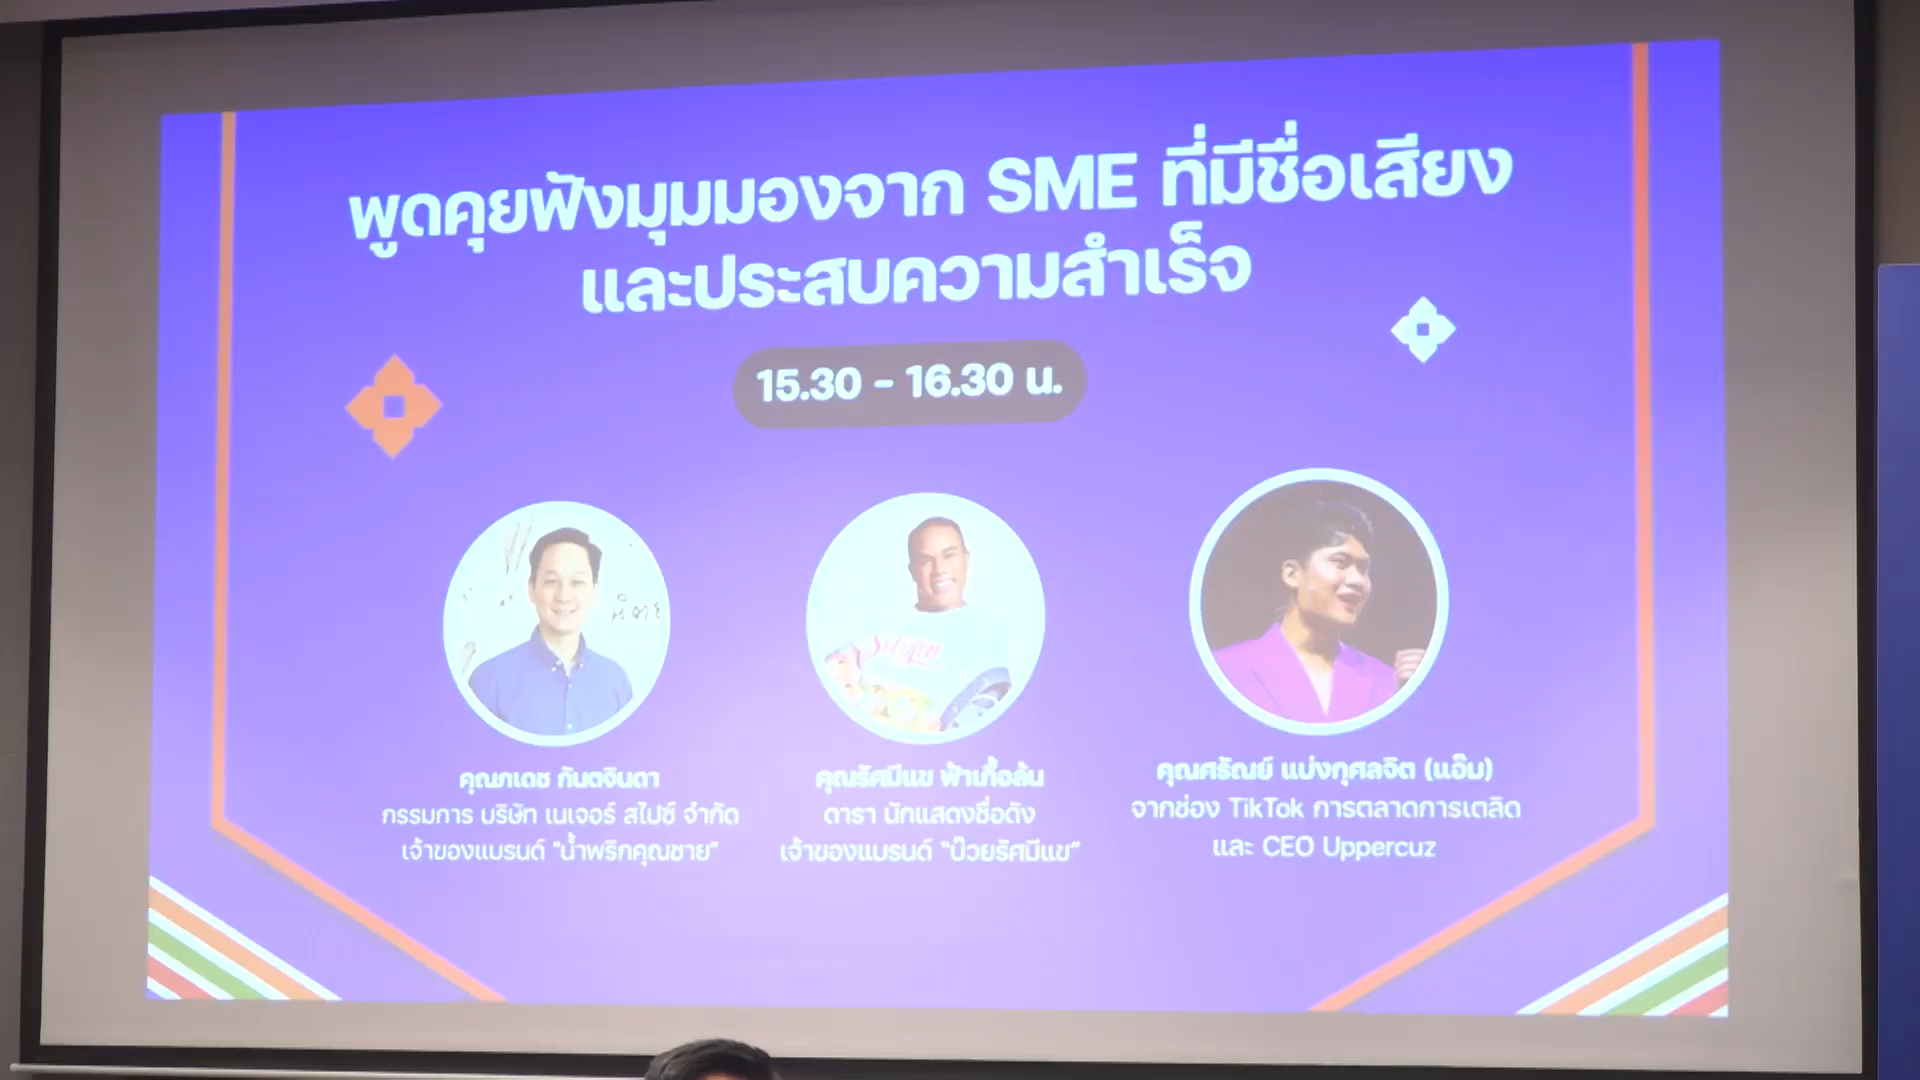 พูดคุยฟังมุมมองจาก SME ที่มีชื่อเสียง
และประสบความสำเร็จ
15.30 - 16.30 น.
คุณภเดช กันตจินดา
กรรมการ บริษัท เนเจอร์ สไปซ์ จำกัด
เจ้าของแบรนด์ "น้ำพริกคุณชาย"
คุณรัศมีแข ฟ้าเกื้อล้น
ดารา นักแสดงชื่อดัง
เจ้าของแบรนด์ "บ๊วยรัศมีแข"
คุณศรัณย์ แบ่งกุศลจิต (แอ๊ม)
จากช่อง TikTok การตลาดการเตลิด
และ CEO Uppercuz